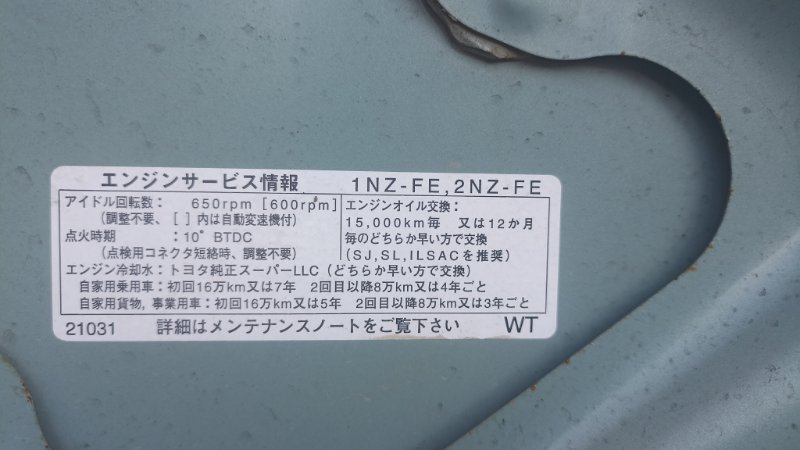 エンジンサービス情報 1NZ-FE,2NZ-FE
アイドル回転数: 650rpm [600rpm]
(調整不要、[ ] 内は自動変速機付)
点火時期 :10°BTDC
(点検用コネクタ短絡時、調整不要)
エンジンオイル交換:
15,000km毎 又は12か月
毎のどちらか早い方で交換
(SJ,SL,ILSACを推奨)
エンジン冷却水:トヨタ純正スーパーLLC (どちらか早い方で交換)
自家用乗用車:初回16万km又は7年 2回目以降8万km又は4年ごと
自家用貨物,事業用車:初回16万km又は5年 2回目以降8万km又は3年ごと
21031 詳細はメンテナンスノートをご覧下さい WT